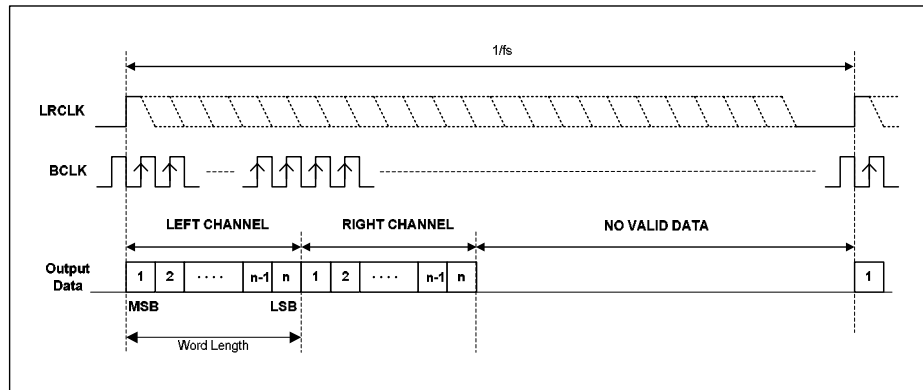 1/fs
LRCLK
BCLK
LEFT CHANNEL RIGHT CHANNEL NO VALID DATA
Output Data 1 2 .... n-1 n 1 2 .... n-1 n 1
MSB LSB
Word Length